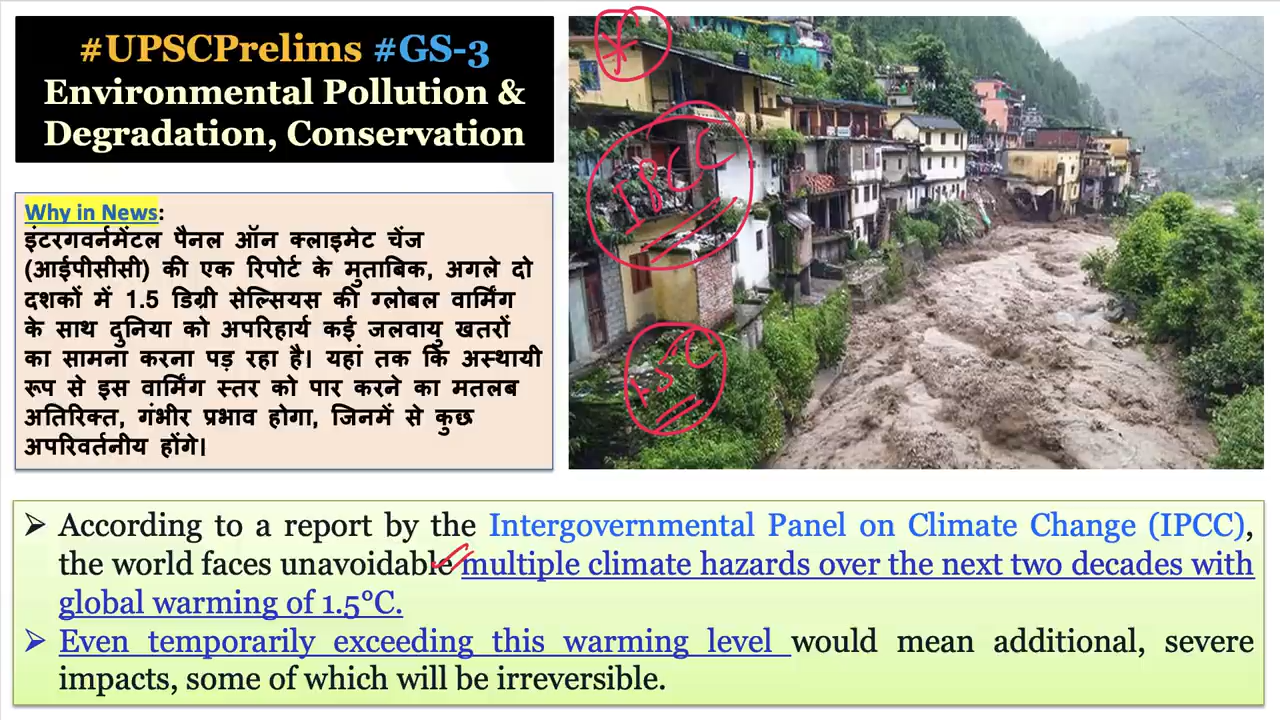 #UPSCPrelims #GS-3
Environmental Pollution &
Degradation, Conservation
Why in News:
इंटरगवर्नमेंटल पैनल ऑन क्लाइमेट चेंज
(आईपीसीसी) की एक रिपोर्ट के मुताबिक, अगले दो
दशकों में 1.5 डिग्री सेल्सियस की ग्लोबल वार्मिंग
के साथ दुनिया को अपरिहार्य कई जलवायु खतरों
का सामना करना पड़ रहा है। यहां तक कि अस्थायी
रूप से इस वार्मिंग स्तर को पार करने का मतलब
अतिरिक्त, गंभीर प्रभाव होगा, जिनमें से कुछ
अपरिवर्तनीय होंगे।
IPCC
➢ According to a report by the Intergovernmental Panel on Climate Change (IPCC),
the world faces unavoidable multiple climate hazards over the next two decades with
global warming of 1.5°C.
➢ Even temporarily exceeding this warming level would mean additional, severe
impacts, some of which will be irreversible.